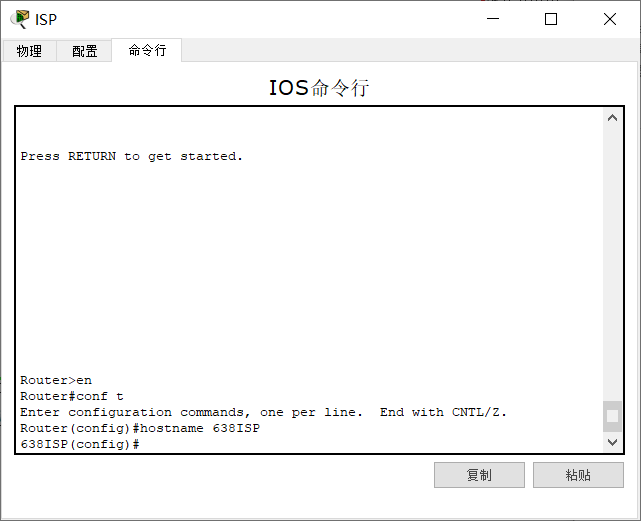 ISP
物理 配置 命令行
IOS命令行
Press RETURN to get started.
Router>en
Router#conf t
Enter configuration commands, one per line.  End with CNTL/Z.
Router(config)#hostname 638ISP
638ISP(config)#
复制 粘贴